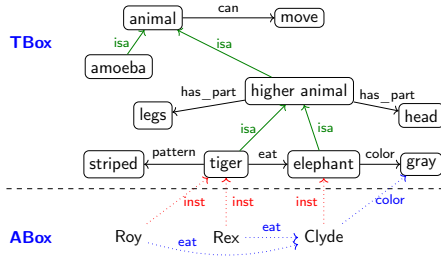 animal can move
TBox
isa isa
amoeba
higher animal
has_part has_part
legs head
isa isa
striped pattern tiger eat elephant color gray
inst inst inst color
ABox Roy Rex eat Clyde
eat